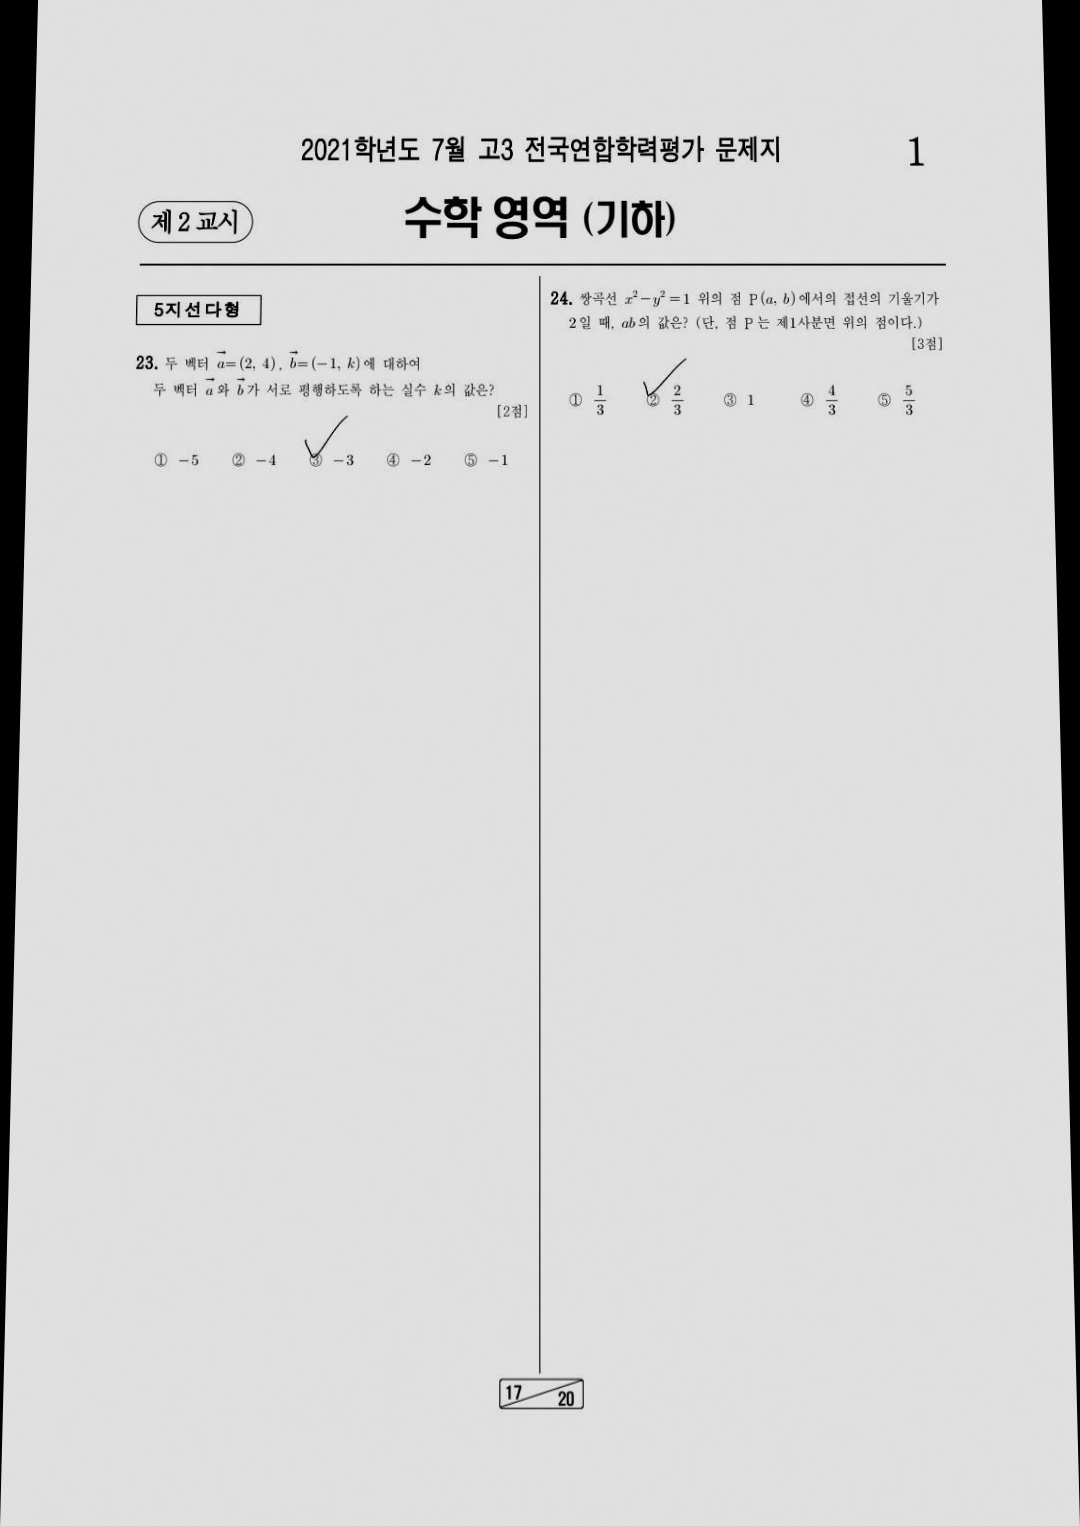 2021학년도 7월 고3 전국연합학력평가 문제지
1
제 2 교시
수학 영역 (기하)
5지선다형
23. 두 벡터 $\vec{a}=(2, 4)$, $\vec{b}=(-1, k)$에 대하여
두 벡터 $\vec{a}$와 $\vec{b}$가 서로 평행하도록 하는 실수 k의 값은?
[2점]
① −5 ② −4 ③ −3 ④ −2 ⑤ −1
24. 쌍곡선 $x^2-y^2=1$ 위의 점 P(a, b)에서의 접선의 기울기가
2일 때, ab의 값은? (단, 점 P는 제1사분면 위의 점이다.)
[3점]
① $\frac{1}{3}$ ② $\frac{2}{3}$ ③ 1 ④ $\frac{4}{3}$ ⑤ $\frac{5}{3}$
17
20